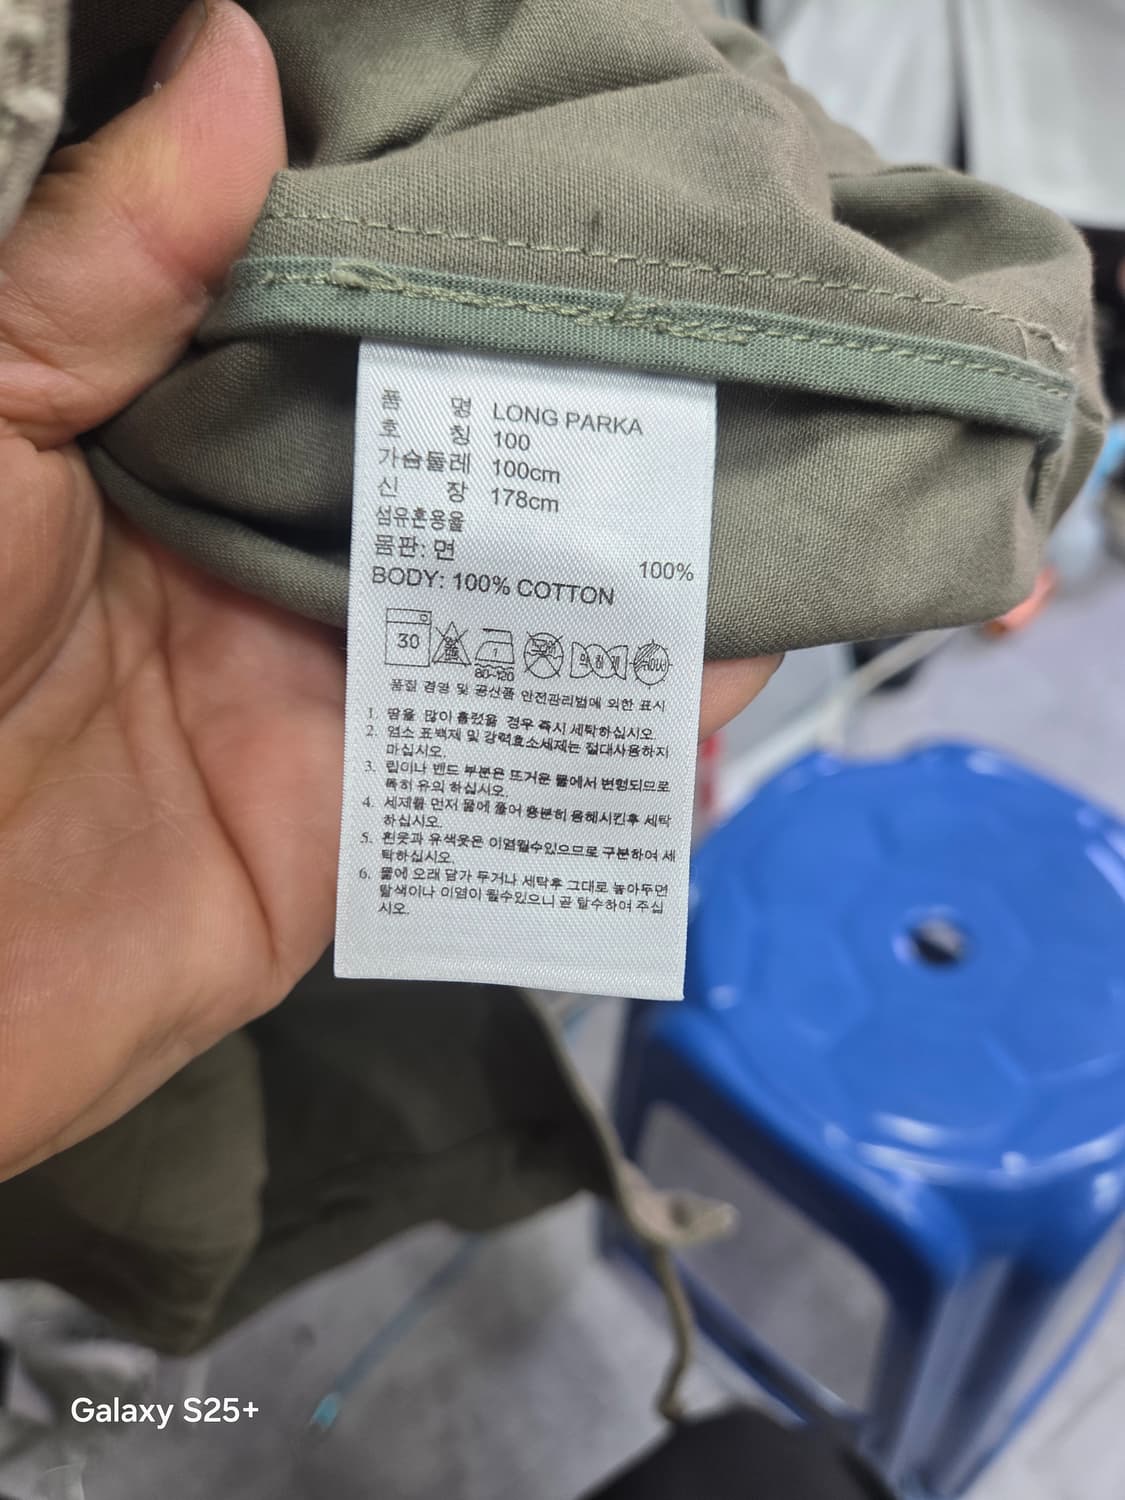 품 명 LONG PARKA
호 칭 100
가슴둘레 100cm
신 장 178cm
섬유혼용율
몸판: 면 100%
BODY: 100% COTTON
30
80~120
품질 경영 및 공산품 안전관리법에 의한 표시
1. 땀을 많이 흘렸을 경우 즉시 세탁하십시오.
2. 염소 표백제 및 강력효소세제는 절대사용하지
마십시오.
3. 립이나 밴드 부분은 뜨거운 물에서 변형되므로
특히 유의 하십시오.
4. 세제를 먼저 물에 풀어 충분히 용해시킨후 세탁
하십시오.
5. 흰옷과 유색옷은 이염될수있으므로 구분하여 세
탁하십시오.
6. 물에 오래 담가 두거나 세탁후 그대로 놓아두면
탈색이나 이염이 될수있으니 곧 탈수하여 주십
시오.
Galaxy S25+